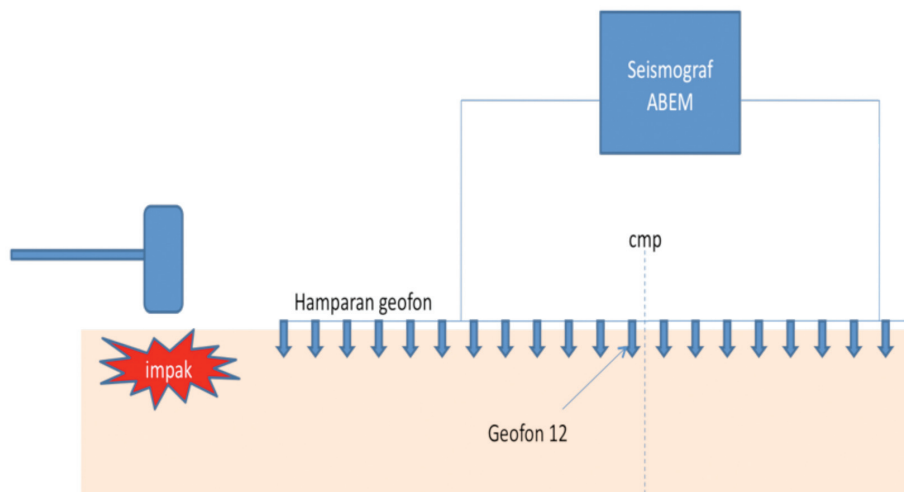 Seismograf
ABEM
cmp
Hamparan geofon
impak
Geofon 12